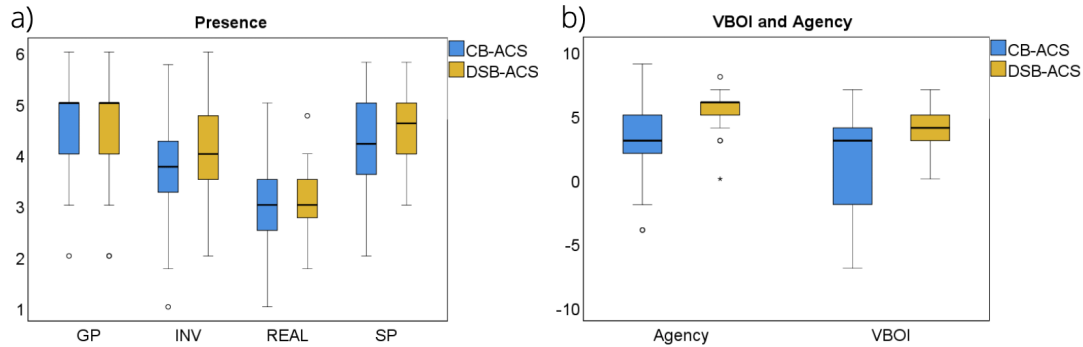 a)
Presence
CB-ACS
DSB-ACS
6
5
4
3
2
1
GP INV REAL SP
b)
VBOI and Agency
CB-ACS
DSB-ACS
10
5
0
-5
-10
Agency VBOI